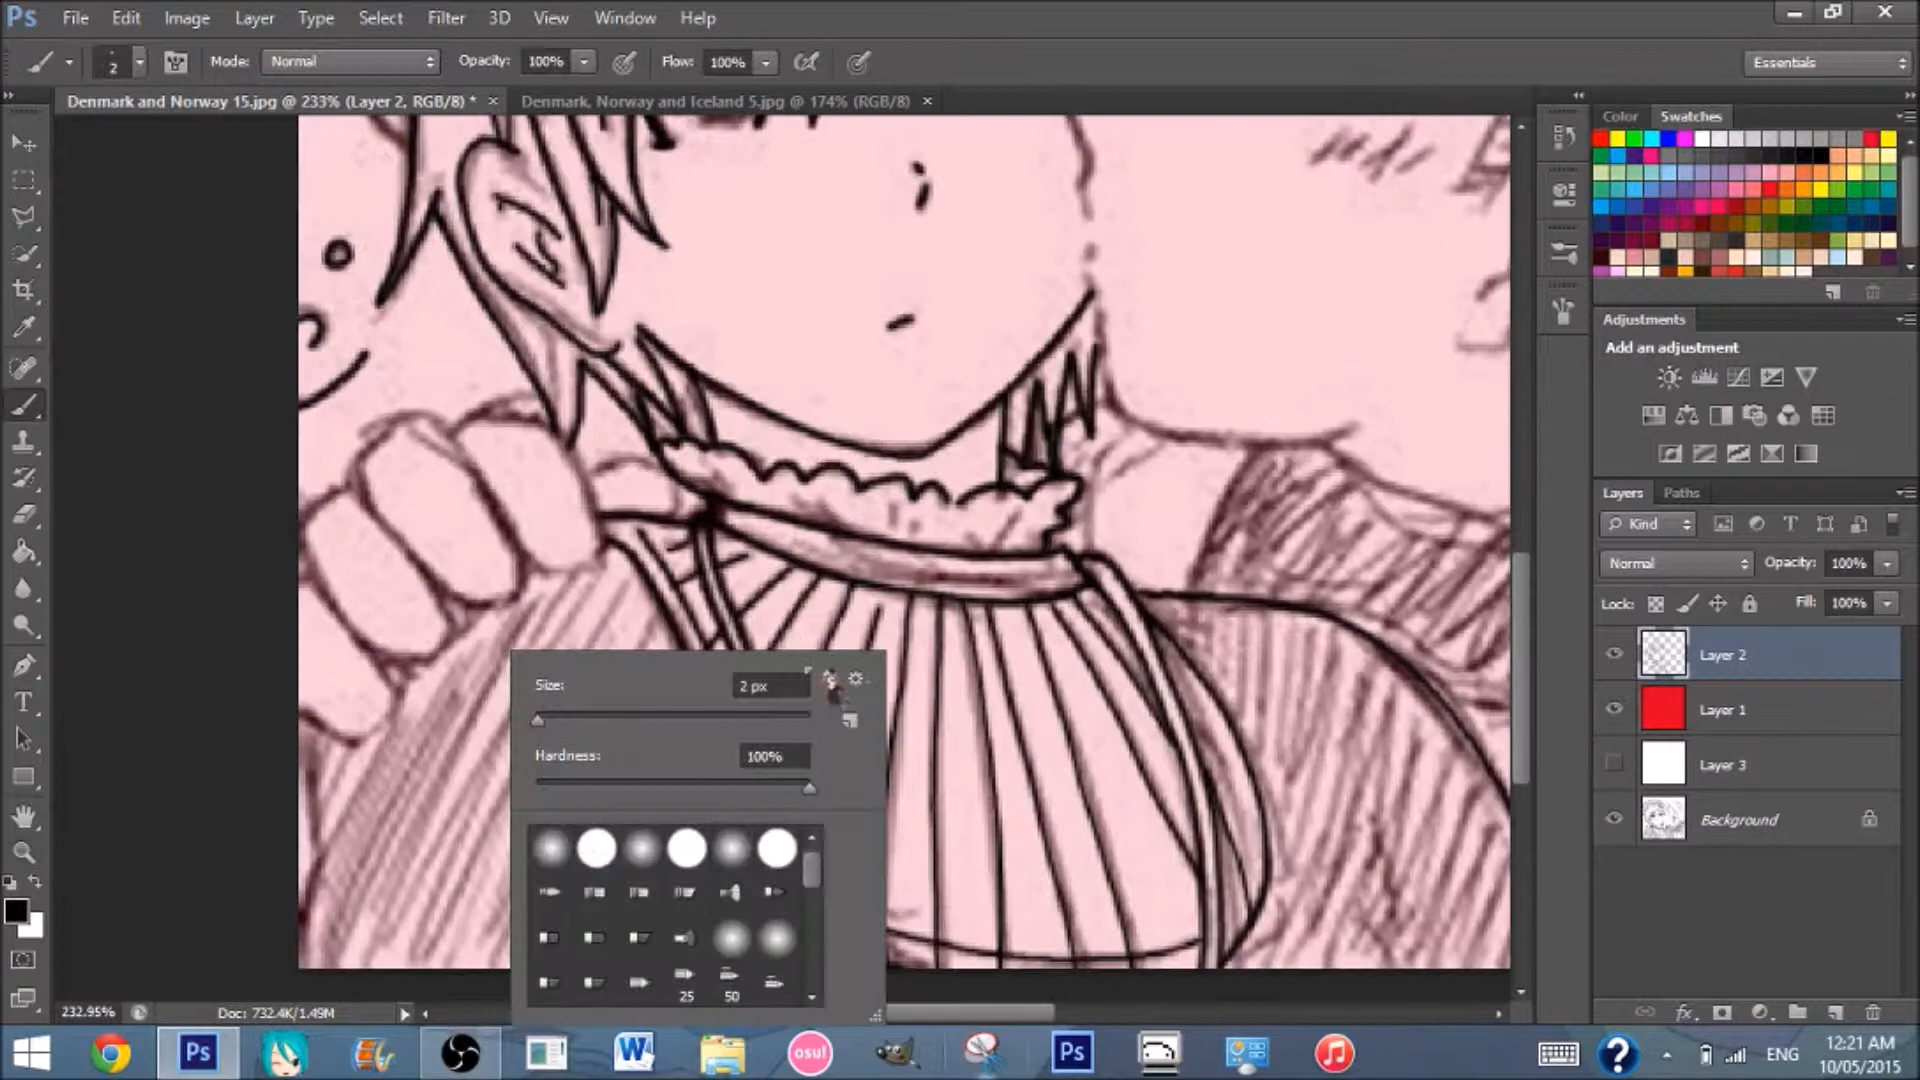 Ps File Edit Image Layer Type Select Filter 3D View Window Help
2 Mode: Normal Opacity: 100% Flow: 100% Essentials
Denmark and Norway 15.jpg @ 233% (Layer 2, RGB/8) * × Denmark, Norway and Iceland 5.jpg @ 174% (RGB/8) ×
Color Swatches
Adjustments
Add an adjustment
Layers Paths
Kind
Normal Opacity: 100%
Lock: Fill: 100%
Layer 2
Layer 1
Layer 3
Background
Size: 2 px
Hardness: 100%
25 50
232.95% Doc: 732.4K/1.49M
Ps W osu! Ps ? ENG 12:21 AM
10/05/2015